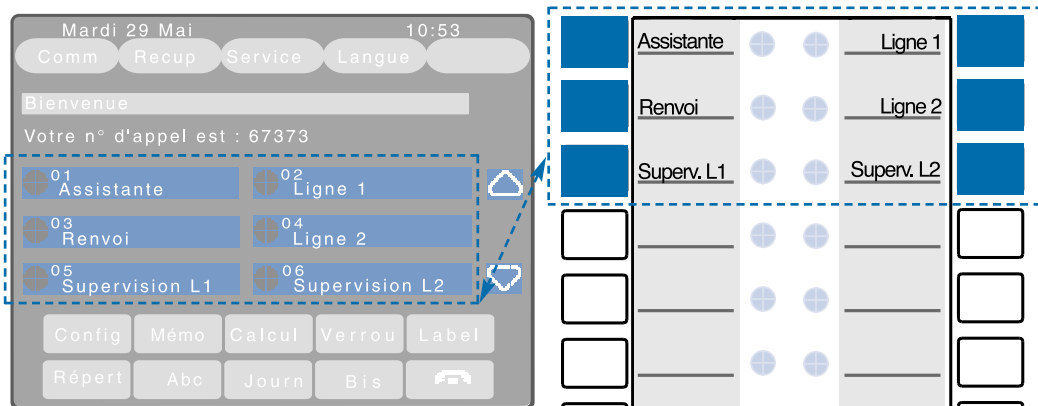 Mardi 29 Mai 10:53
Comm Recup Service Langue
Bienvenue
Votre n° d'appel est : 67373
01 Assistante
02 Ligne 1
03 Renvoi
04 Ligne 2
05 Supervision L1
06 Supervision L2
Config Mémo Calcul Verrou Label
Répert Abc Journ Bis
Assistante Ligne 1
Renvoi Ligne 2
Superv. L1 Superv. L2